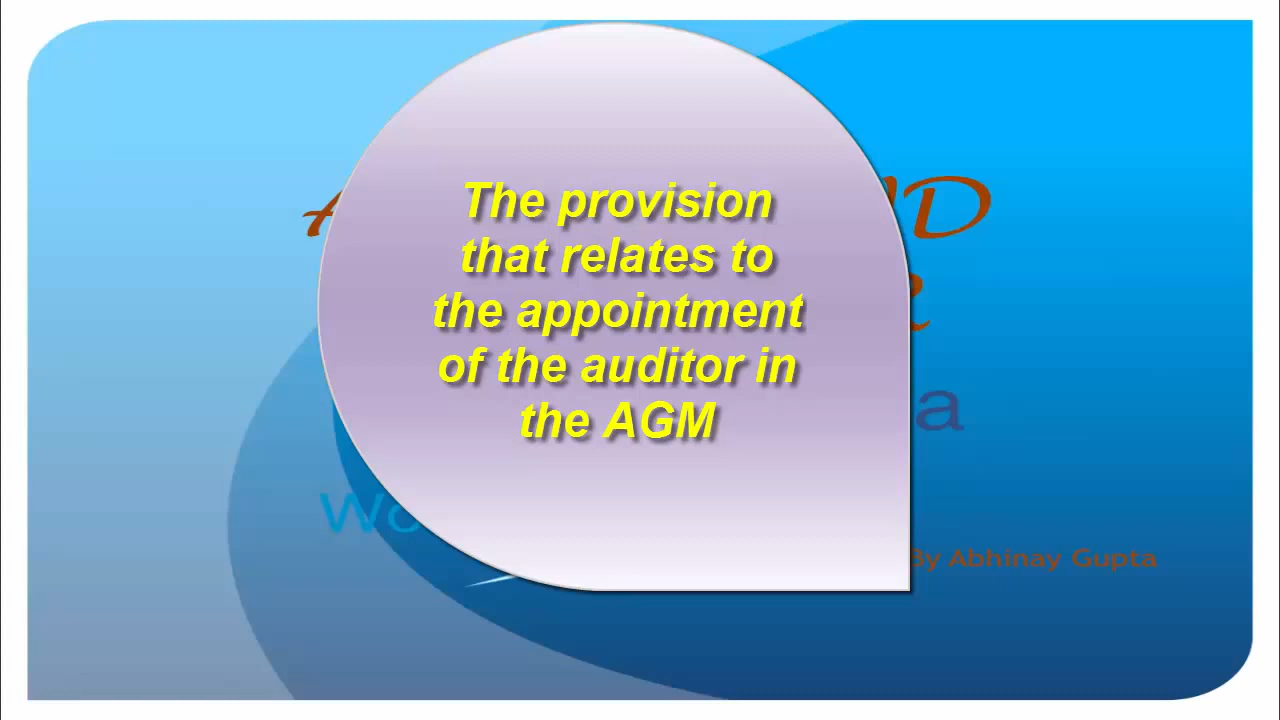 The provision
that relates to
the appointment
of the auditor in
the AGM
By Abhinay Gupta